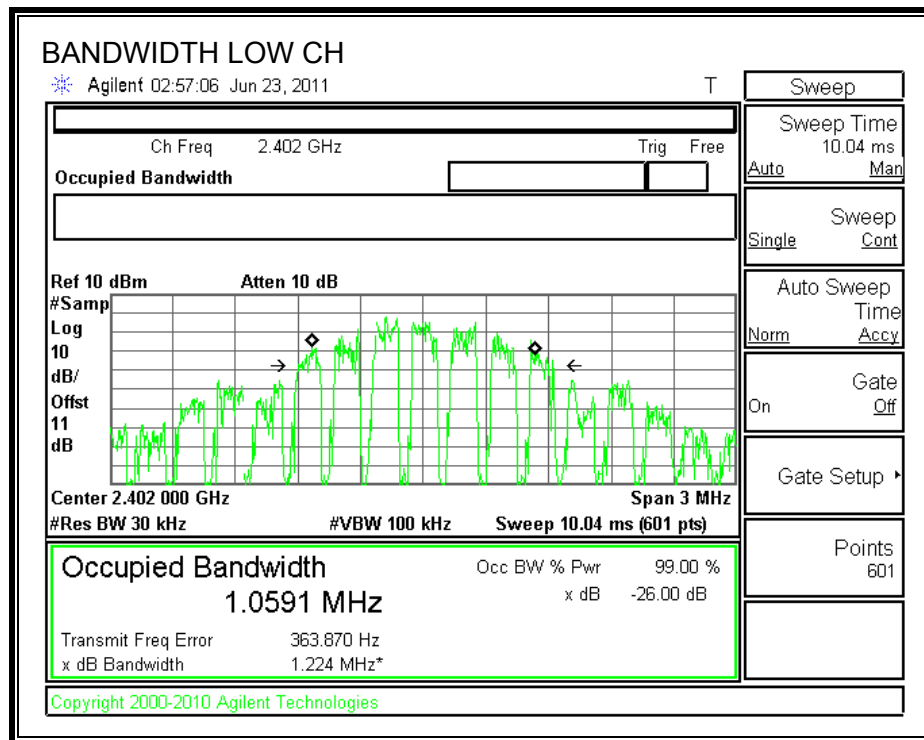 BANDWIDTH LOW CH
Agilent 02:57:06 Jun 23, 2011 T
Ch Freq 2.402 GHz Trig Free
Occupied Bandwidth
Ref 10 dBm Atten 10 dB
#Samp
Log
10
dB/
Offst
11
dB
Center 2.402 000 GHz Span 3 MHz
#Res BW 30 kHz #VBW 100 kHz Sweep 10.04 ms (601 pts)
Occupied Bandwidth Occ BW % Pwr 99.00 %
1.0591 MHz x dB -26.00 dB
Transmit Freq Error 363.870 Hz
x dB Bandwidth 1.224 MHz*
Copyright 2000-2010 Agilent Technologies
Sweep
Sweep Time
10.04 ms
Auto Man
Sweep
Single Cont
Auto Sweep
Time
Norm Accy
Gate
On Off
Gate Setup
Points
601